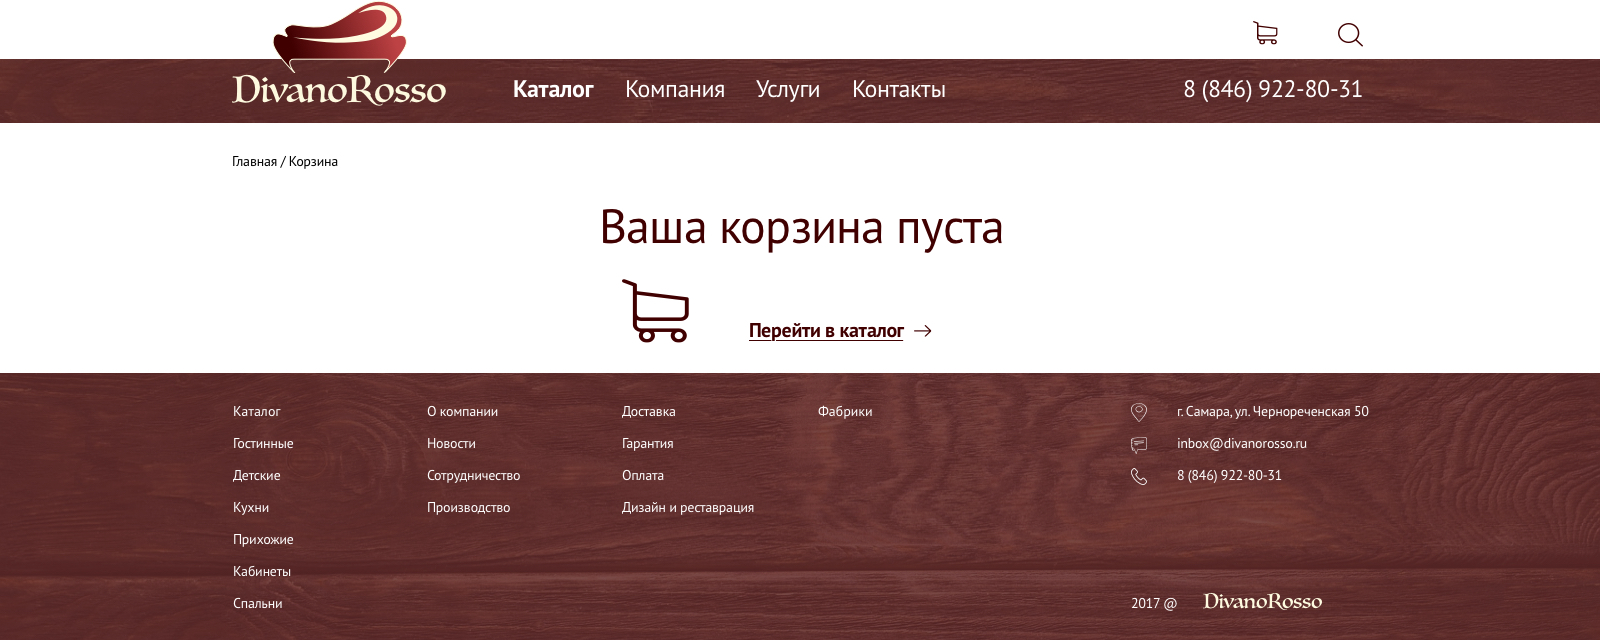 DivanoRosso
Каталог Компания Услуги Контакты 8 (846) 922-80-31
Главная / Корзина
Ваша корзина пуста
Перейти в каталог
Каталог
Гостинные
Детские
Кухни
Прихожие
Кабинеты
Спальни
О компании
Новости
Сотрудничество
Производство
Доставка
Гарантия
Оплата
Дизайн и реставрация
Фабрики
г. Самара, ул. Чернореченская 50
inbox@divanorosso.ru
8 (846) 922-80-31
2017 @ DivanoRosso